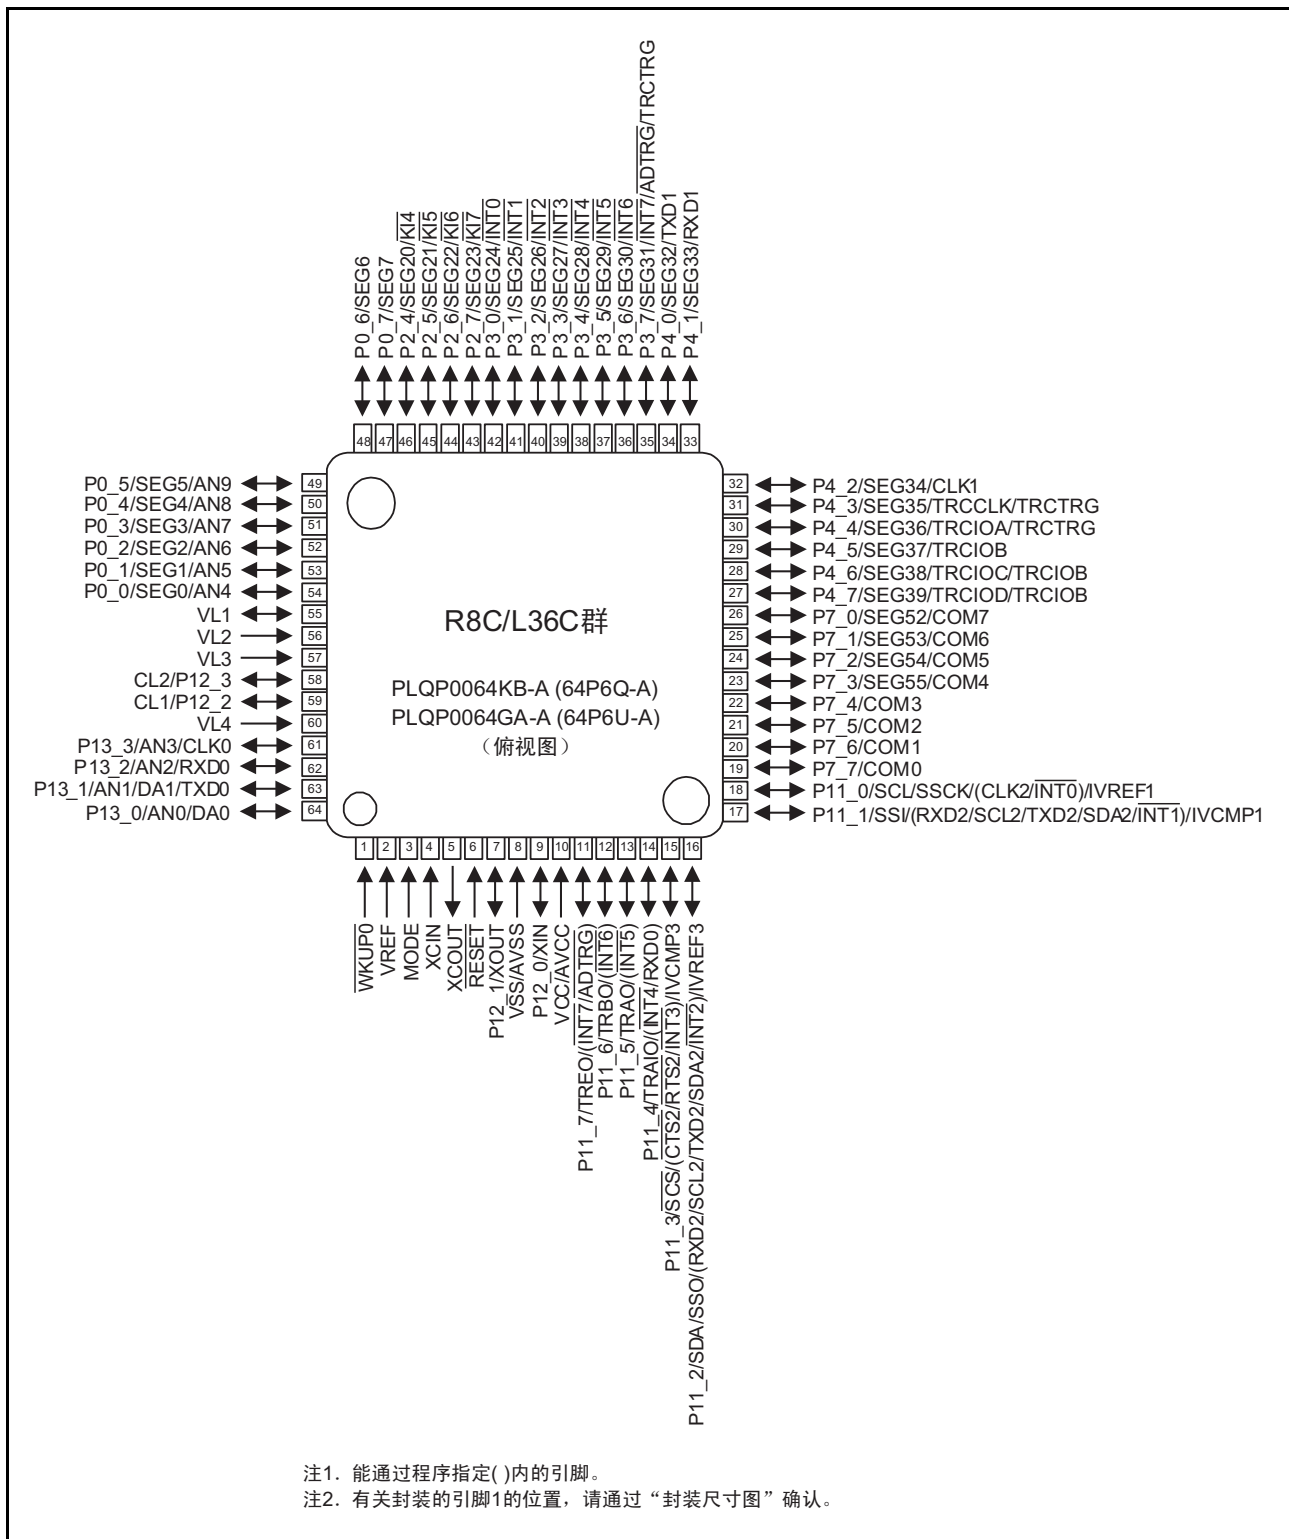 P0_6/SEG6
P0_7/SEG7
P2_4/SEG20/KI4
P2_5/SEG21/KI5
P2_6/SEG22/KI6
P2_7/SEG23/KI7
P3_0/SEG24/INT0
P3_1/SEG25/INT1
P3_2/SEG26/INT2
P3_3/SEG27/INT3
P3_4/SEG28/INT4
P3_5/SEG29/INT5
P3_6/SEG30/INT6
P3_7/SEG31/INT7/ADTRG/TRCTRG
P4_0/SEG32/TXD1
P4_1/SEG33/RXD1
48 47 46 45 44 43 42 41 40 39 38 37 36 35 34 33
P0_5/SEG5/AN9 49
P0_4/SEG4/AN8 50
P0_3/SEG3/AN7 51
P0_2/SEG2/AN6 52
P0_1/SEG1/AN5 53
P0_0/SEG0/AN4 54
VL1 55
VL2 56
VL3 57
CL2/P12_3 58
CL1/P12_2 59
VL4 60
P13_3/AN3/CLK0 61
P13_2/AN2/RXD0 62
P13_1/AN1/DA1/TXD0 63
P13_0/AN0/DA0 64
R8C/L36C群
PLQP0064KB-A (64P6Q-A)
PLQP0064GA-A (64P6U-A)
（俯视图）
32 P4_2/SEG34/CLK1
31 P4_3/SEG35/TRCCLK/TRCTRG
30 P4_4/SEG36/TRCIOA/TRCTRG
29 P4_5/SEG37/TRCIOB
28 P4_6/SEG38/TRCIOC/TRCIOB
27 P4_7/SEG39/TRCIOD/TRCIOB
26 P7_0/SEG52/COM7
25 P7_1/SEG53/COM6
24 P7_2/SEG54/COM5
23 P7_3/SEG55/COM4
22 P7_4/COM3
21 P7_5/COM2
20 P7_6/COM1
19 P7_7/COM0
18 P11_0/SCL/SSCK/(CLK2/INT0)/IVREF1
17 P11_1/SSI/(RXD2/SCL2/TXD2/SDA2/INT1)/IVCMP1
1 2 3 4 5 6 7 8 9 10 11 12 13 14 15 16
WKUP0
VREF
MODE
XCIN
XCOUT
RESET
P12_1/XOUT
VSS/AVSS
P12_0/XIN
VCC/AVCC
P11_7/TREO/(INT7/ADTRG)
P11_6/TRBO/(INT6)
P11_5/TRAO/(INT5)
P11_4/TRAIO/(INT4/RXD0)
P11_3/SCS/(CTS2/RTS2/INT3)/IVCMP3
P11_2/SDA/SSO/(RXD2/SCL2/TXD2/SDA2/INT2)/IVREF3
注1. 能通过程序指定( )内的引脚。
注2. 有关封装的引脚1的位置，请通过“封装尺寸图”确认。